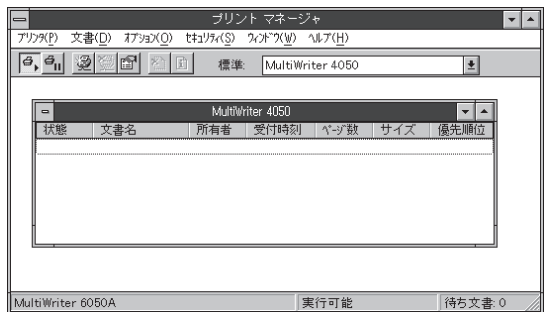 プリント マネージャ
プリンタ(P) 文書(D) オプション(O) セキュリティ(S) ウィンドウ(W) ヘルプ(H)
標準: MultiWriter 4050
MultiWriter 4050
状態 文書名 所有者 受付時刻 ページ数 サイズ 優先順位
MultiWriter 6050A 実行可能 待ち文書: 0